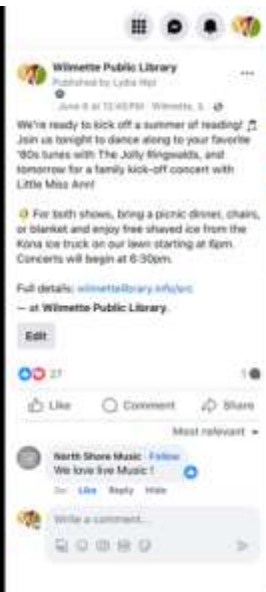 Wilmette Public Library
Published by Lydia
June 6 at 12:45 PM · Wilmette,
We're ready to kick off a summer of reading! 🎵
Join us tonight to dance along to your favorite
'80s tunes with The Jolly Ringwalds, and
tomorrow for a family kick-off concert with
Little Miss Ann!
For both shows, bring a picnic dinner, chairs,
or blanket and enjoy free shaved ice from the
Kona Ice truck on our lawn starting at 6pm.
Concerts will begin at 6:30pm.
Full details: wilmettelibrary.info/src
— at Wilmette Public Library.
Edit
27
1
Like Comment Share
Most relevant
North Shore Music Follow
We love live Music !
Like Reply Hide
Write a comment...